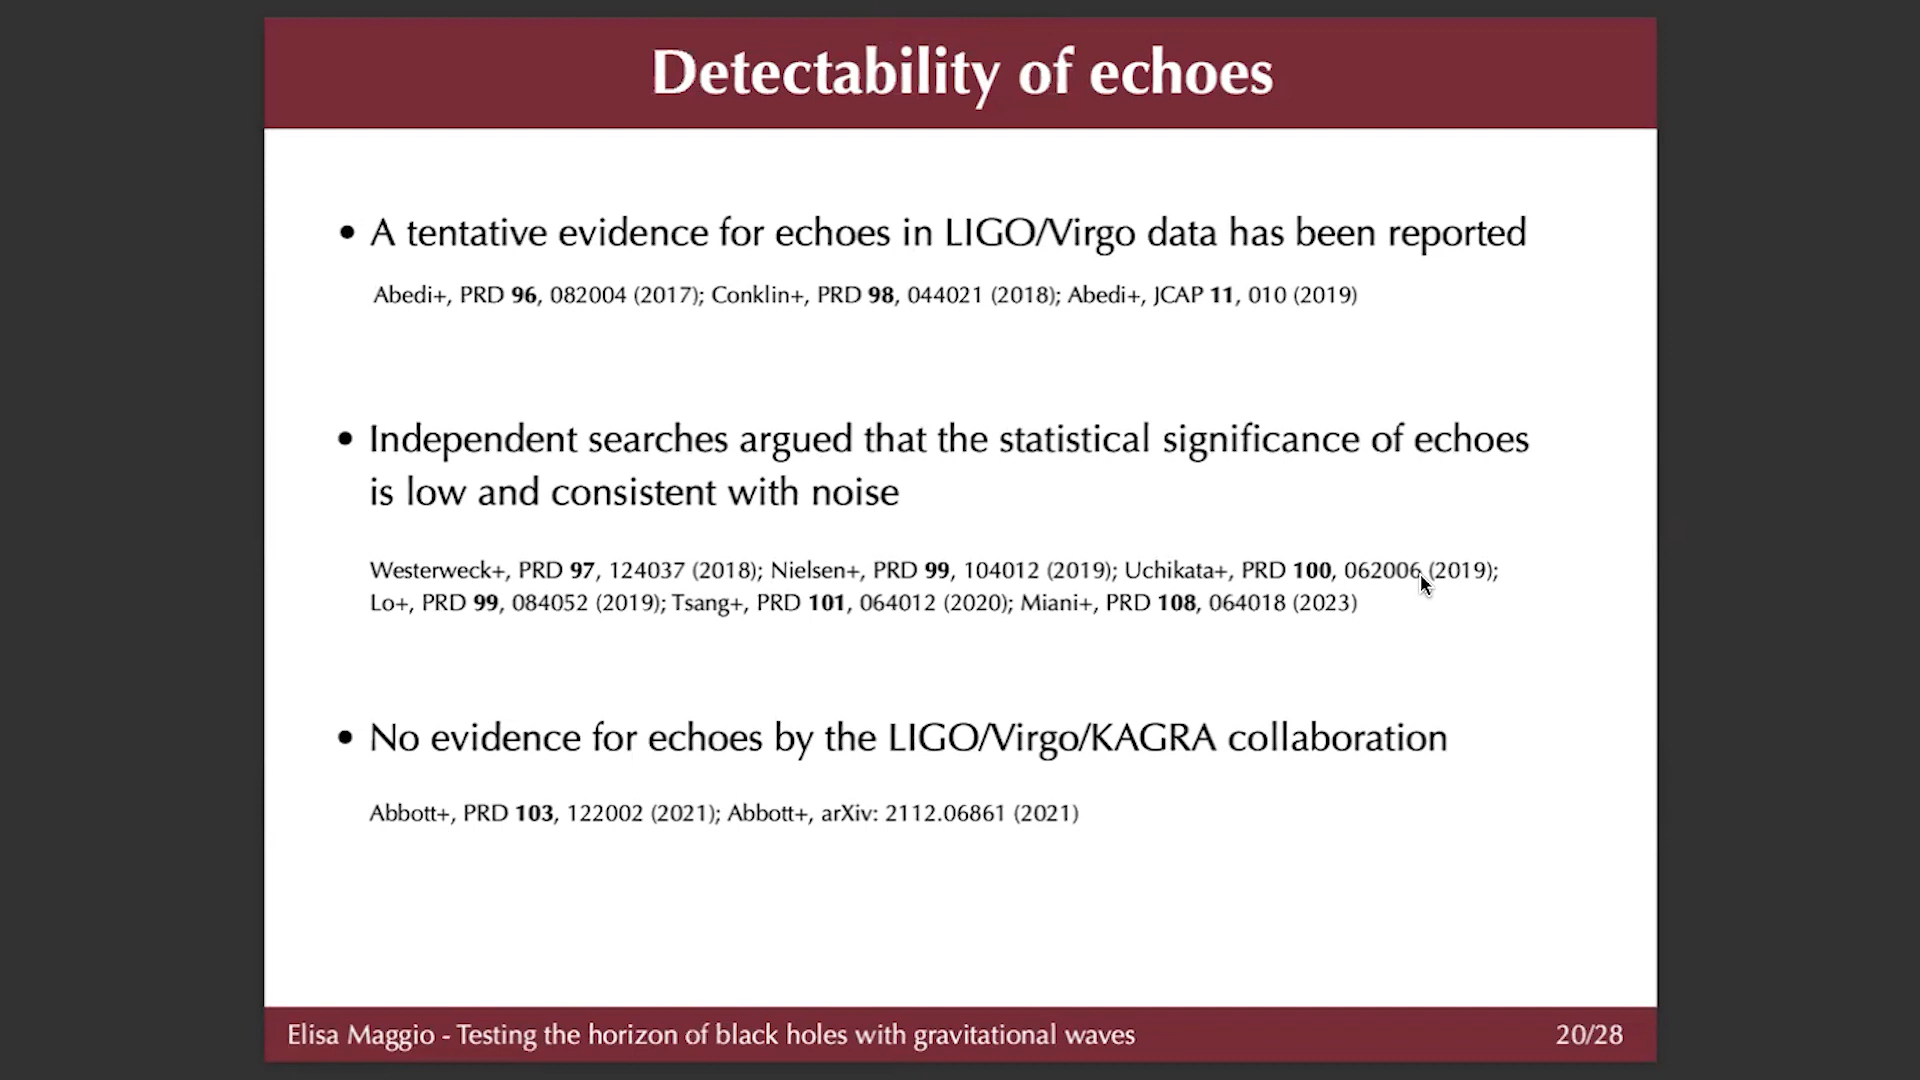 Detectability of echoes
• A tentative evidence for echoes in LIGO/Virgo data has been reported
Abedi+, PRD 96, 082004 (2017); Conklin+, PRD 98, 044021 (2018); Abedi+, JCAP 11, 010 (2019)
• Independent searches argued that the statistical significance of echoes
is low and consistent with noise
Westerweck+, PRD 97, 124037 (2018); Nielsen+, PRD 99, 104012 (2019); Uchikata+, PRD 100, 062006 (2019);
Lo+, PRD 99, 084052 (2019); Tsang+, PRD 101, 064012 (2020); Miani+, PRD 108, 064018 (2023)
• No evidence for echoes by the LIGO/Virgo/KAGRA collaboration
Abbott+, PRD 103, 122002 (2021); Abbott+, arXiv: 2112.06861 (2021)
Elisa Maggio - Testing the horizon of black holes with gravitational waves
20/28